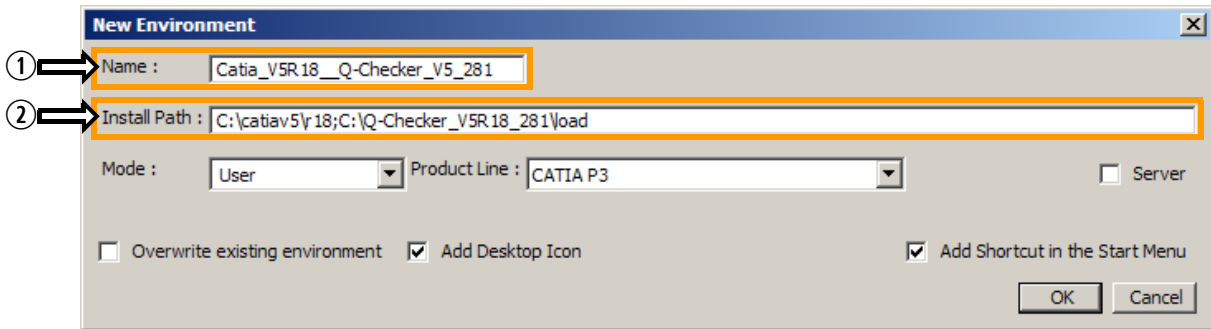 New Environment
① Name : Catia_V5R18__Q-Checker_V5_281
② Install Path : C:\catiav5\r18;C:\Q-Checker_V5R18_281\load
Mode : User Product Line : CATIA P3 Server
Overwrite existing environment Add Desktop Icon Add Shortcut in the Start Menu
OK Cancel